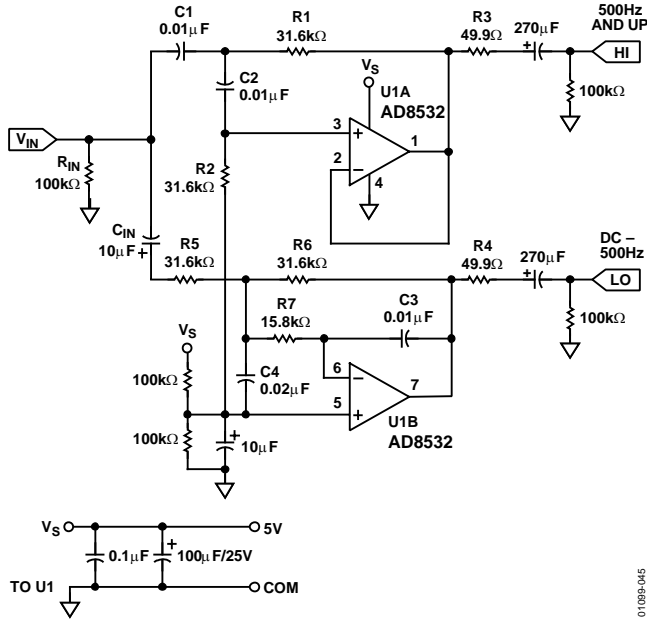 C1
0.01μF
R1
31.6kΩ
R3
49.9Ω
270μF
+
500Hz
AND UP
HI
100kΩ
C2
0.01μF
VS
U1A
AD8532
3
+
2
−
1
4
VIN
RIN
100kΩ
R2
31.6kΩ
CIN
10μF
+
R5
31.6kΩ
R6
31.6kΩ
R4
49.9Ω
270μF
+
DC –
500Hz
LO
100kΩ
R7
15.8kΩ
C3
0.01μF
VS
100kΩ
C4
0.02μF
6
−
5
+
7
U1B
AD8532
100kΩ
+
10μF
VS
5V
0.1μF
+
100μF/25V
TO U1
COM
01099-045